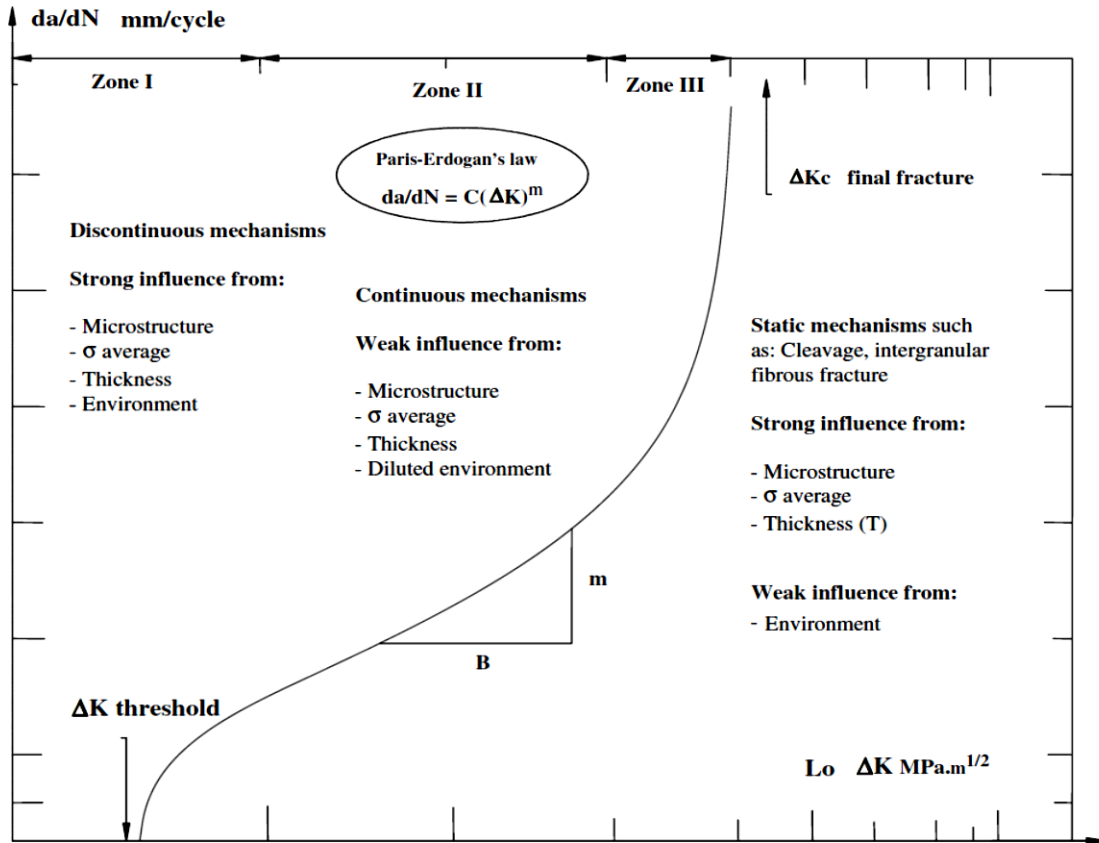 da/dN mm/cycle
Zone I
Zone II
Zone III
Paris-Erdogan's law
da/dN = C(ΔK)ᵐ
ΔKc final fracture
Discontinuous mechanisms
Strong influence from:
- Microstructure
- σ average
- Thickness
- Environment
Continuous mechanisms
Weak influence from:
- Microstructure
- σ average
- Thickness
- Diluted environment
Static mechanisms such
as: Cleavage, intergranular
fibrous fracture
Strong influence from:
- Microstructure
- σ average
- Thickness (T)
Weak influence from:
- Environment
m
B
ΔK threshold
Lo ΔK MPa.m^1/2